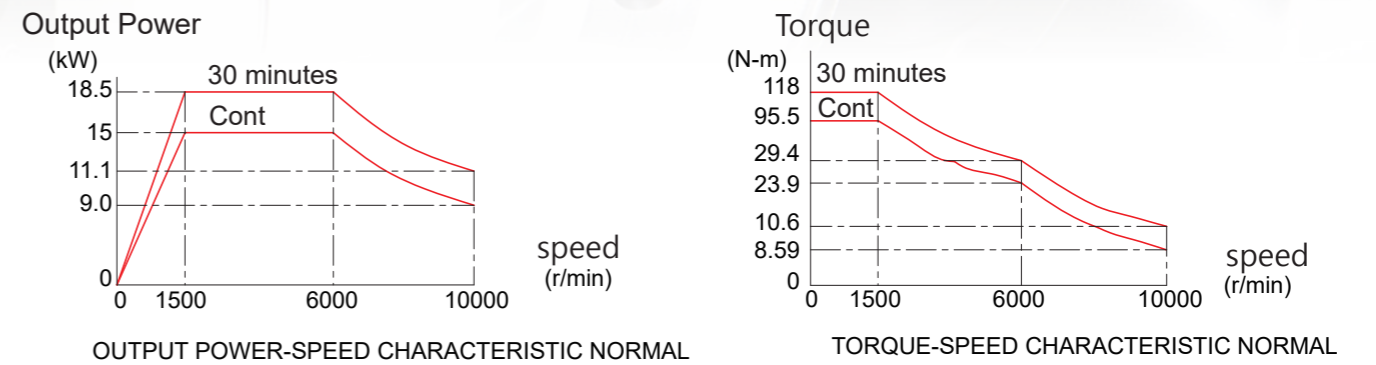 Output Power
(kW)
18.5
15
11.1
9.0
0
30 minutes
Cont
0 1500 6000 10000
speed
(r/min)
OUTPUT POWER-SPEED CHARACTERISTIC NORMAL
Torque
(N-m)
118
95.5
29.4
23.9
10.6
8.59
0
30 minutes
Cont
0 1500 6000 10000
speed
(r/min)
TORQUE-SPEED CHARACTERISTIC NORMAL